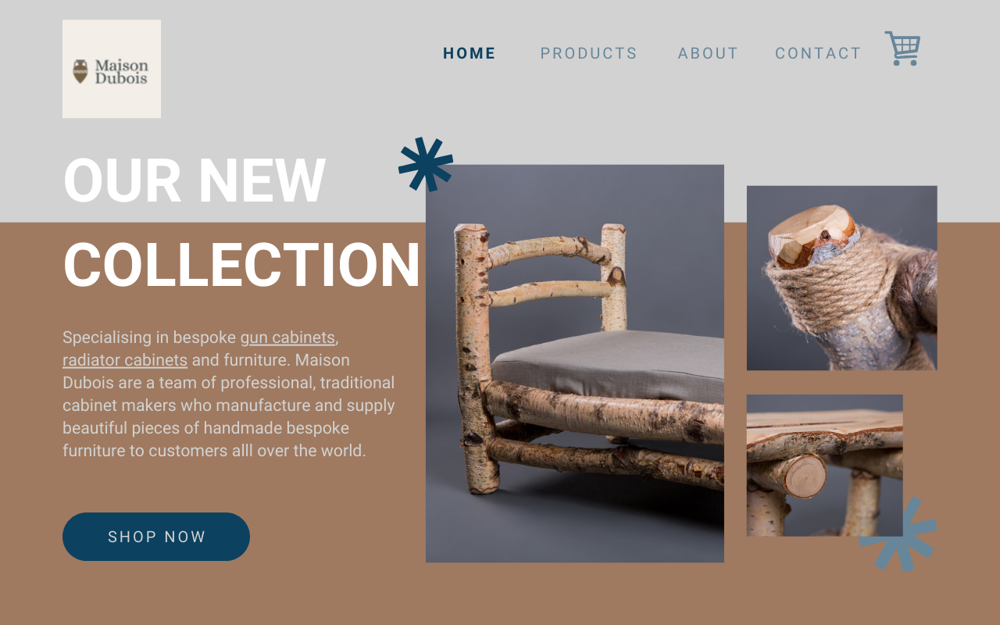 Maison
Dubois
HOME PRODUCTS ABOUT CONTACT
OUR NEW
COLLECTION
Specialising in bespoke gun cabinets,
radiator cabinets and furniture. Maison
Dubois are a team of professional, traditional
cabinet makers who manufacture and supply
beautiful pieces of handmade bespoke
furniture to customers alll over the world.
SHOP NOW